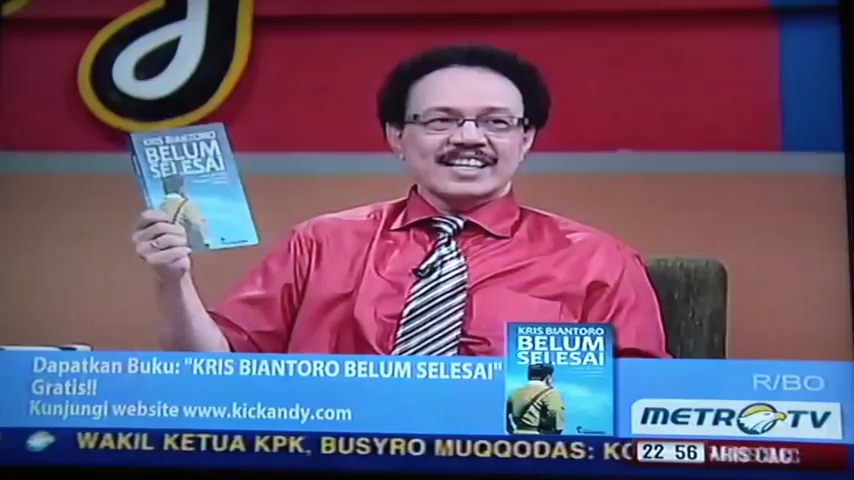 KRIS BIANTORO
BELUM
SELESAI
Dapatkan Buku: "KRIS BIANTORO BELUM SELESAI"
Gratis!!
Kunjungi website www.kickandy.com
KRIS BIANTORO
BELUM
SELESAI
R/BO
METRO TV
WAKIL KETUA KPK, BUSYRO MUQQODAS: KO
22 56